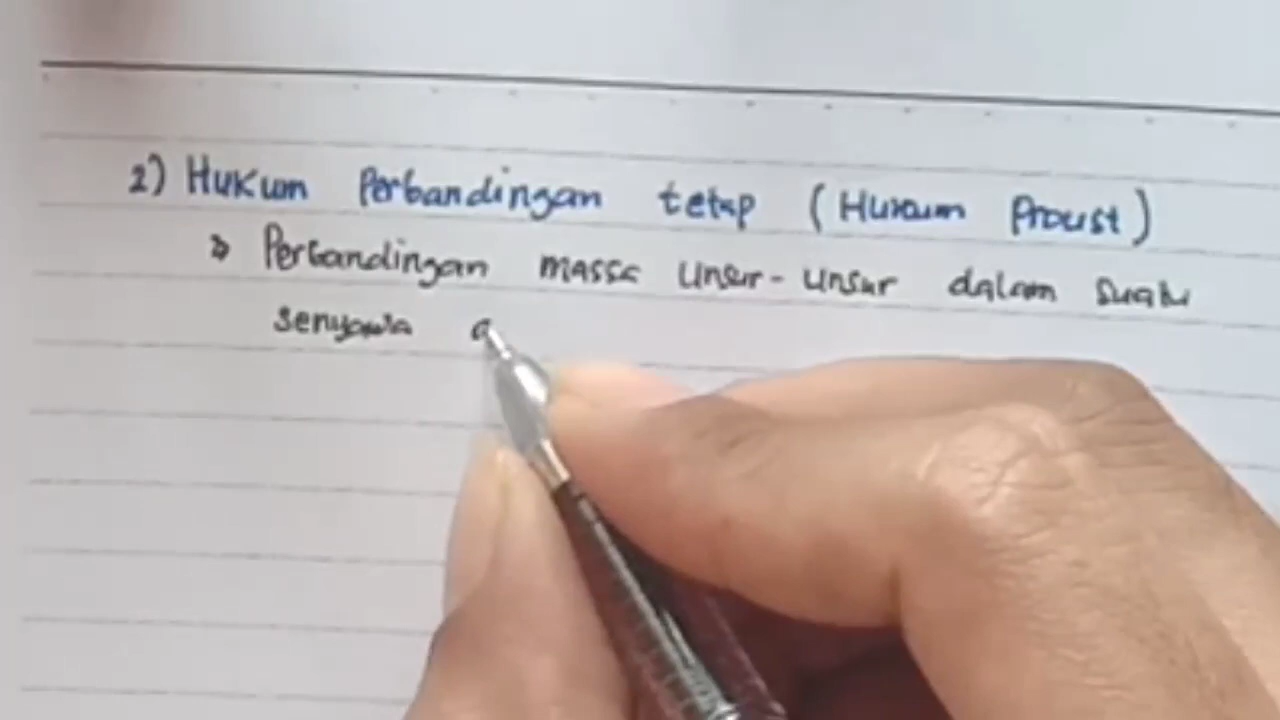 2) Hukum Perbandingan tetap (Hukum Proust)
→ Perbandingan massa unsur-unsur dalam suatu
senyawa a